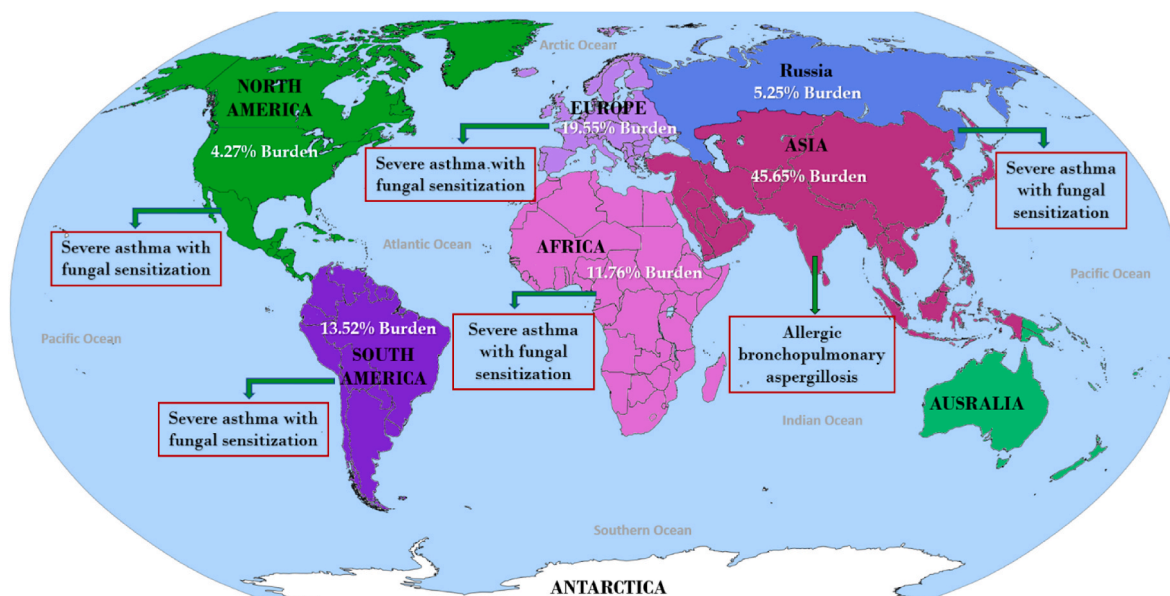 Arctic Ocean
NORTH
AMERICA
4.27% Burden
EUROPE
19.55% Burden
Russia
5.25% Burden
ASIA
45.65% Burden
Severe asthma with
fungal sensitization
Severe asthma
with fungal
sensitization
Severe asthma with
fungal sensitization
Atlantic Ocean
AFRICA
11.76% Burden
Pacific Ocean
Pacific Ocean
13.52% Burden
SOUTH
AMERICA
Severe asthma
with fungal
sensitization
Allergic
bronchopulmonary
aspergillosis
Severe asthma with
fungal sensitization
AUSRALIA
Indian Ocean
Southern Ocean
ANTARCTICA